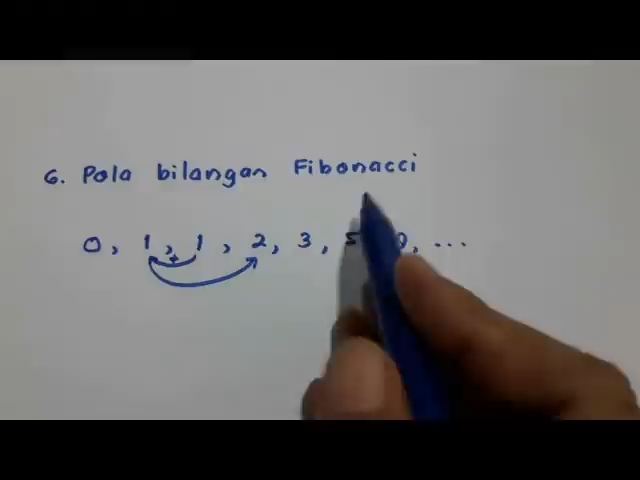 6. Pola bilangan Fibonacci
0, 1, 1, 2, 3, 5, ...
+